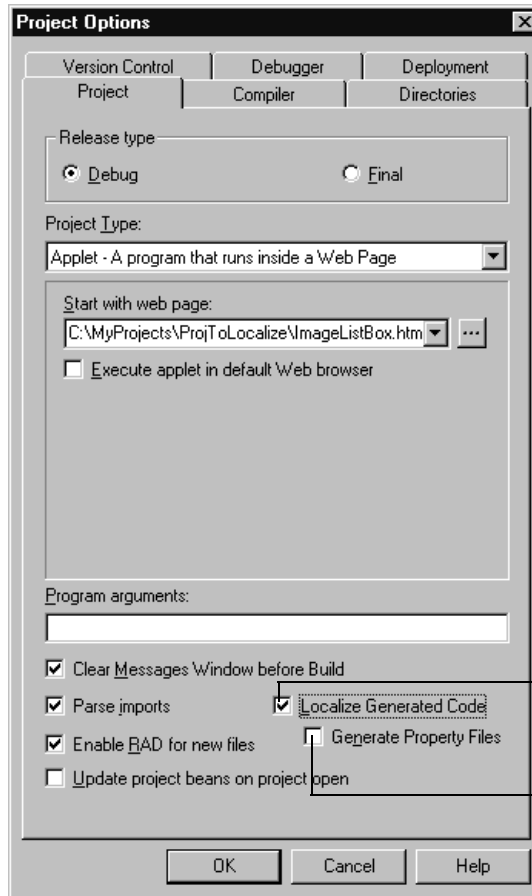 Project Options
Version Control Debugger Deployment
Project Compiler Directories
Release type
Debug Final
Project Type:
Applet - A program that runs inside a Web Page
Start with web page:
C:\MyProjects\ProjToLocalize\ImageListBox.htm
...
Execute applet in default Web browser
Program arguments:
Clear Messages Window before Build
Parse imports Localize Generated Code
Enable RAD for new files Generate Property Files
Update project beans on project open
OK Cancel Help